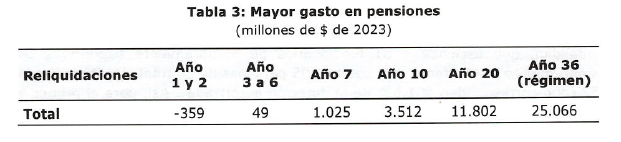 Tabla 3: Mayor gasto en pensiones
(millones de $ de 2023)
Reliquidaciones Año 1 y 2 Año 3 a 6 Año 7 Año 10 Año 20 Año 36 (régimen)
Total -359 49 1.025 3.512 11.802 25.066